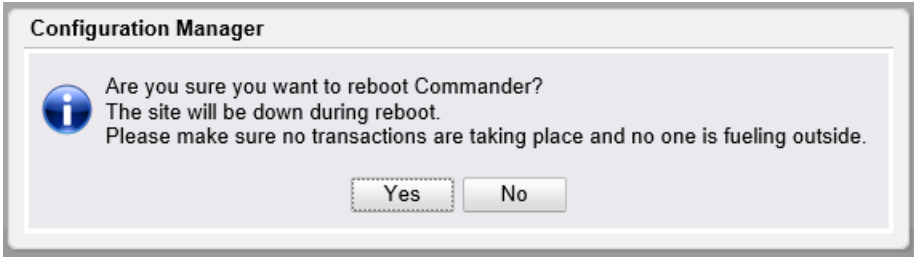 Configuration Manager
Are you sure you want to reboot Commander?
The site will be down during reboot.
Please make sure no transactions are taking place and no one is fueling outside.
Yes No